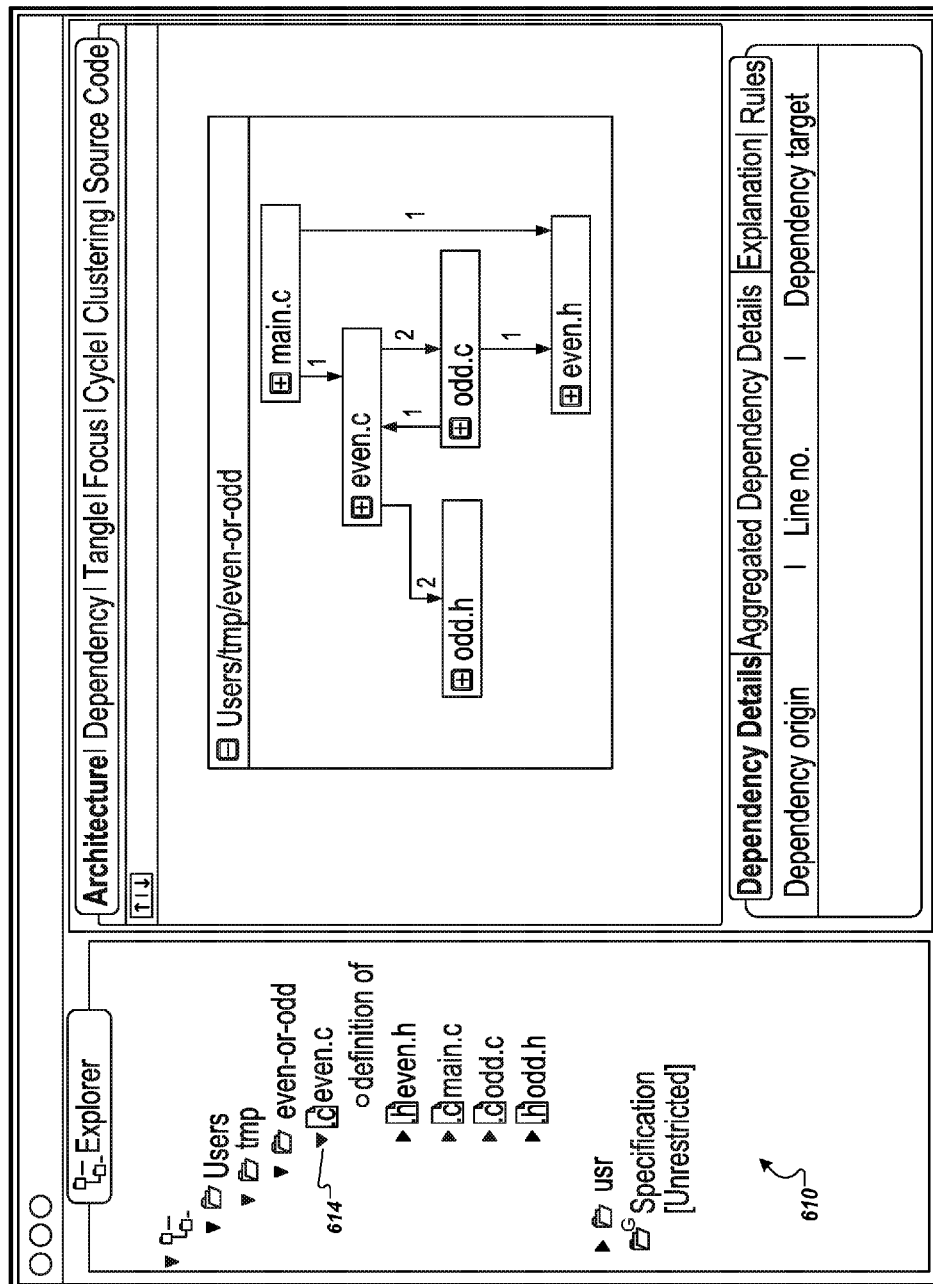 Explorer
Users
tmp
even-or-odd
.c even.c
definition of
.h even.h
.c main.c
.c odd.c
.h odd.h
usr
G
Specification
[Unrestricted]
614
610
Architecture | Dependency | Tangle | Focus | Cycle | Clustering | Source Code
↑|↓
Users/tmp/even-or-odd
main.c
1
1
even.c
2
1
2
odd.h
odd.c
1
even.h
Dependency Details | Aggregated Dependency Details | Explanation | Rules
Dependency origin | Line no. | Dependency target